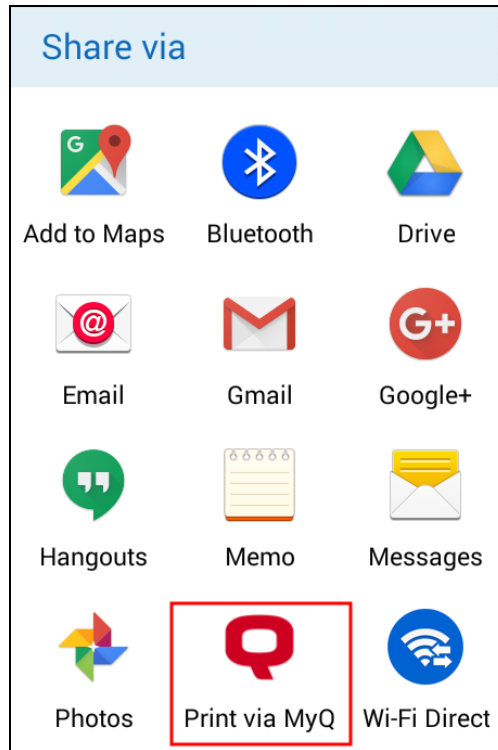 Share via
G
Add to Maps
Bluetooth
Drive
@
Email
Gmail
G+
Google+
Hangouts
Memo
Messages
Photos
Print via MyQ
Wi-Fi Direct